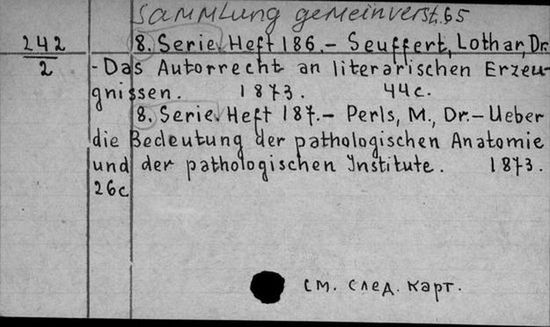 Sammlung gemeinverst. 65
242
2
8. Serie. Heft 186.- Seuffert, Lothar, Dr.
- Das Autorrecht an literarischen Erzeu-
gnissen. 1873. 44 c.
8. Serie. Heft 187.- Perls, M., Dr.- Ueber
die Bedeutung der pathologischen Anatomie
und der pathologischen Institute. 1873.
26 c
см. след. карт.